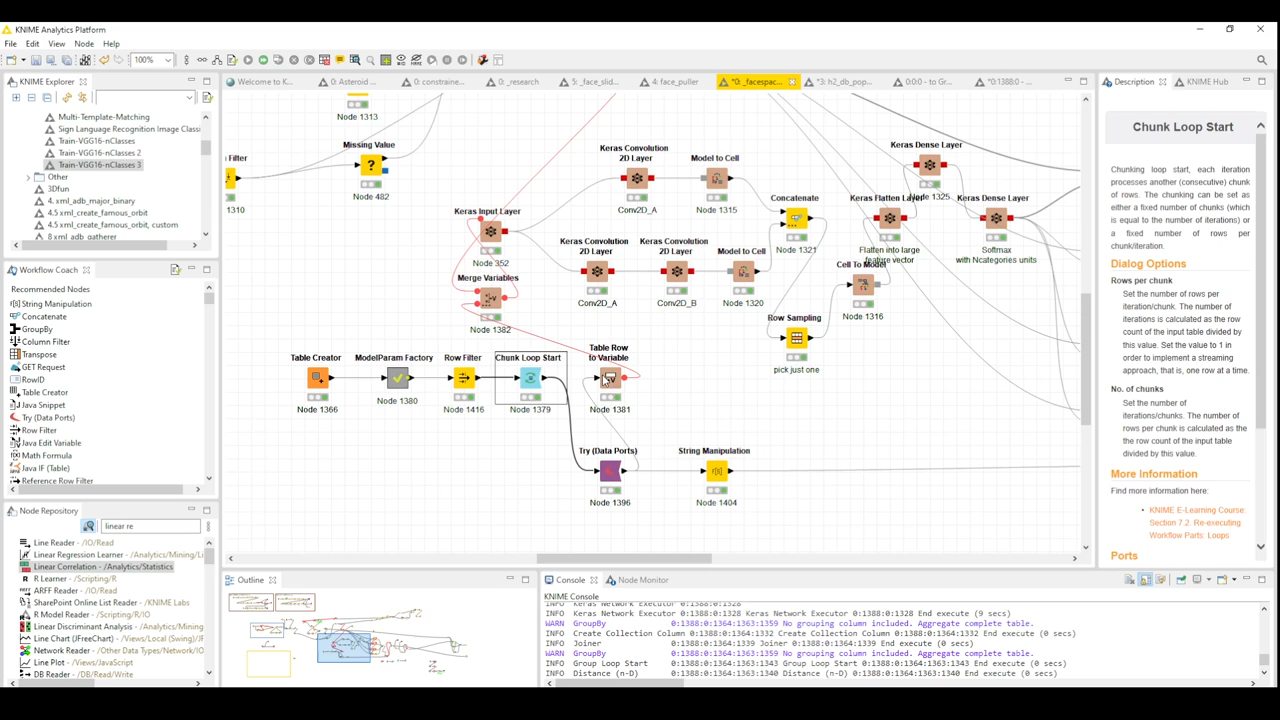 KNIME Analytics Platform
File Edit View Node Help
100%
KNIME Explorer
Multi-Template-Matching
Sign Language Recognition Image Classi
Train-VGG16-nClasses
Train-VGG16-nClasses 2
Train-VGG16-nClasses 3
Other
3Dfun
4. xml_adb_major_binary
4.5 xml_create_famous_orbit
4.5 xml_create_famous_orbit, custom
8 xml_adb_gatherer
Workflow Coach
Recommended Nodes
String Manipulation
Concatenate
GroupBy
Column Filter
Transpose
GET Request
RowID
Table Creator
Java Snippet
Try (Data Ports)
Row Filter
Java Edit Variable
Math Formula
Java IF (Table)
Reference Row Filter
Node Repository
linear re
Line Reader - /IO/Read
Linear Regression Learner - /Analytics/Mining/Li
Linear Correlation - /Analytics/Statistics
R Learner - /Scripting/R
ARFF Reader - /IO/Read
SharePoint Online List Reader - /KNIME Labs
R Model Reader - /Scripting/R/IO
Linear Discriminant Analysis - /Analytics/Mining
Line Chart (JFreeChart) - /Views/Local (Swing)/JF
Network Reader - /Other Data Types/Network/IO
Line Plot - /Views/JavaScript
DB Reader - /DB/Read/Write
Welcome to K...
0: Asteroid ...
0: constraine...
0: _research
5: _face_slid...
4: face_puller
*0: _facespac...
*3: h2_db_pop...
0:0:0 - to Gr...
*0:1388:0 - ...
Node 1313
Filter
1310
Missing Value
Node 482
Keras Input Layer
Node 352
Merge Variables
Node 1382
Keras Convolution
2D Layer
Conv2D_A
Model to Cell
Node 1315
Keras Convolution
2D Layer
Conv2D_A
Keras Convolution
2D Layer
Conv2D_B
Model to Cell
Node 1320
Concatenate
Node 1321
Keras Dense Layer
Node 1325
Keras Flatten Layer
Flatten into large
feature vector
Keras Dense Layer
Softmax
with Ncategories units
Cell To Model
Node 1316
Row Sampling
pick just one
Table Creator
Node 1366
ModelParam Factory
Node 1380
Row Filter
Node 1416
Chunk Loop Start
Node 1379
Table Row
to Variable
Node 1381
Try (Data Ports)
Node 1396
String Manipulation
Node 1404
Outline
Console
Node Monitor
KNIME Console
INFO Keras Network Executor 0:1388:0:1328
INFO Keras Network Executor 0:1388:0:1328 Keras Network Executor 0:1388:0:1328 End execute (9 secs)
WARN GroupBy 0:1388:0:1364:1363:1359 No grouping column included. Aggregate complete table.
INFO Create Collection Column 0:1388:0:1364:1332 Create Collection Column 0:1388:0:1364:1332 End execute (0 secs)
INFO Joiner 0:1388:0:1364:1339 Joiner 0:1388:0:1364:1339 End execute (0 secs)
WARN GroupBy 0:1388:0:1364:1363:1359 No grouping column included. Aggregate complete table.
INFO Group Loop Start 0:1388:0:1364:1363:1343 Group Loop Start 0:1388:0:1364:1363:1343 End execute (0 secs)
INFO Distance (n-D) 0:1388:0:1364:1363:1340 Distance (n-D) 0:1388:0:1364:1363:1340 End execute (0 secs)
Description
KNIME Hub
Chunk Loop Start
Chunking loop start, each iteration
processes another (consecutive) chunk
of rows. The chunking can be set as
either a fixed number of chunks (which
is equal to the number of iterations) or
a fixed number of rows per
chunk/iteration.
Dialog Options
Rows per chunk
Set the number of rows per
iteration/chunk. The number of
iterations is calculated as the row
count of the input table divided by
this value. Set the value to 1 in
order to implement a streaming
approach, that is, one row at a time.
No. of chunks
Set the number of
iterations/chunks. The number of
rows per chunk is calculated as
the the row count of the input table
divided by this value.
More Information
Find more information here:
• KNIME E-Learning Course:
Section 7.2. Re-executing
Workflow Parts: Loops
Ports